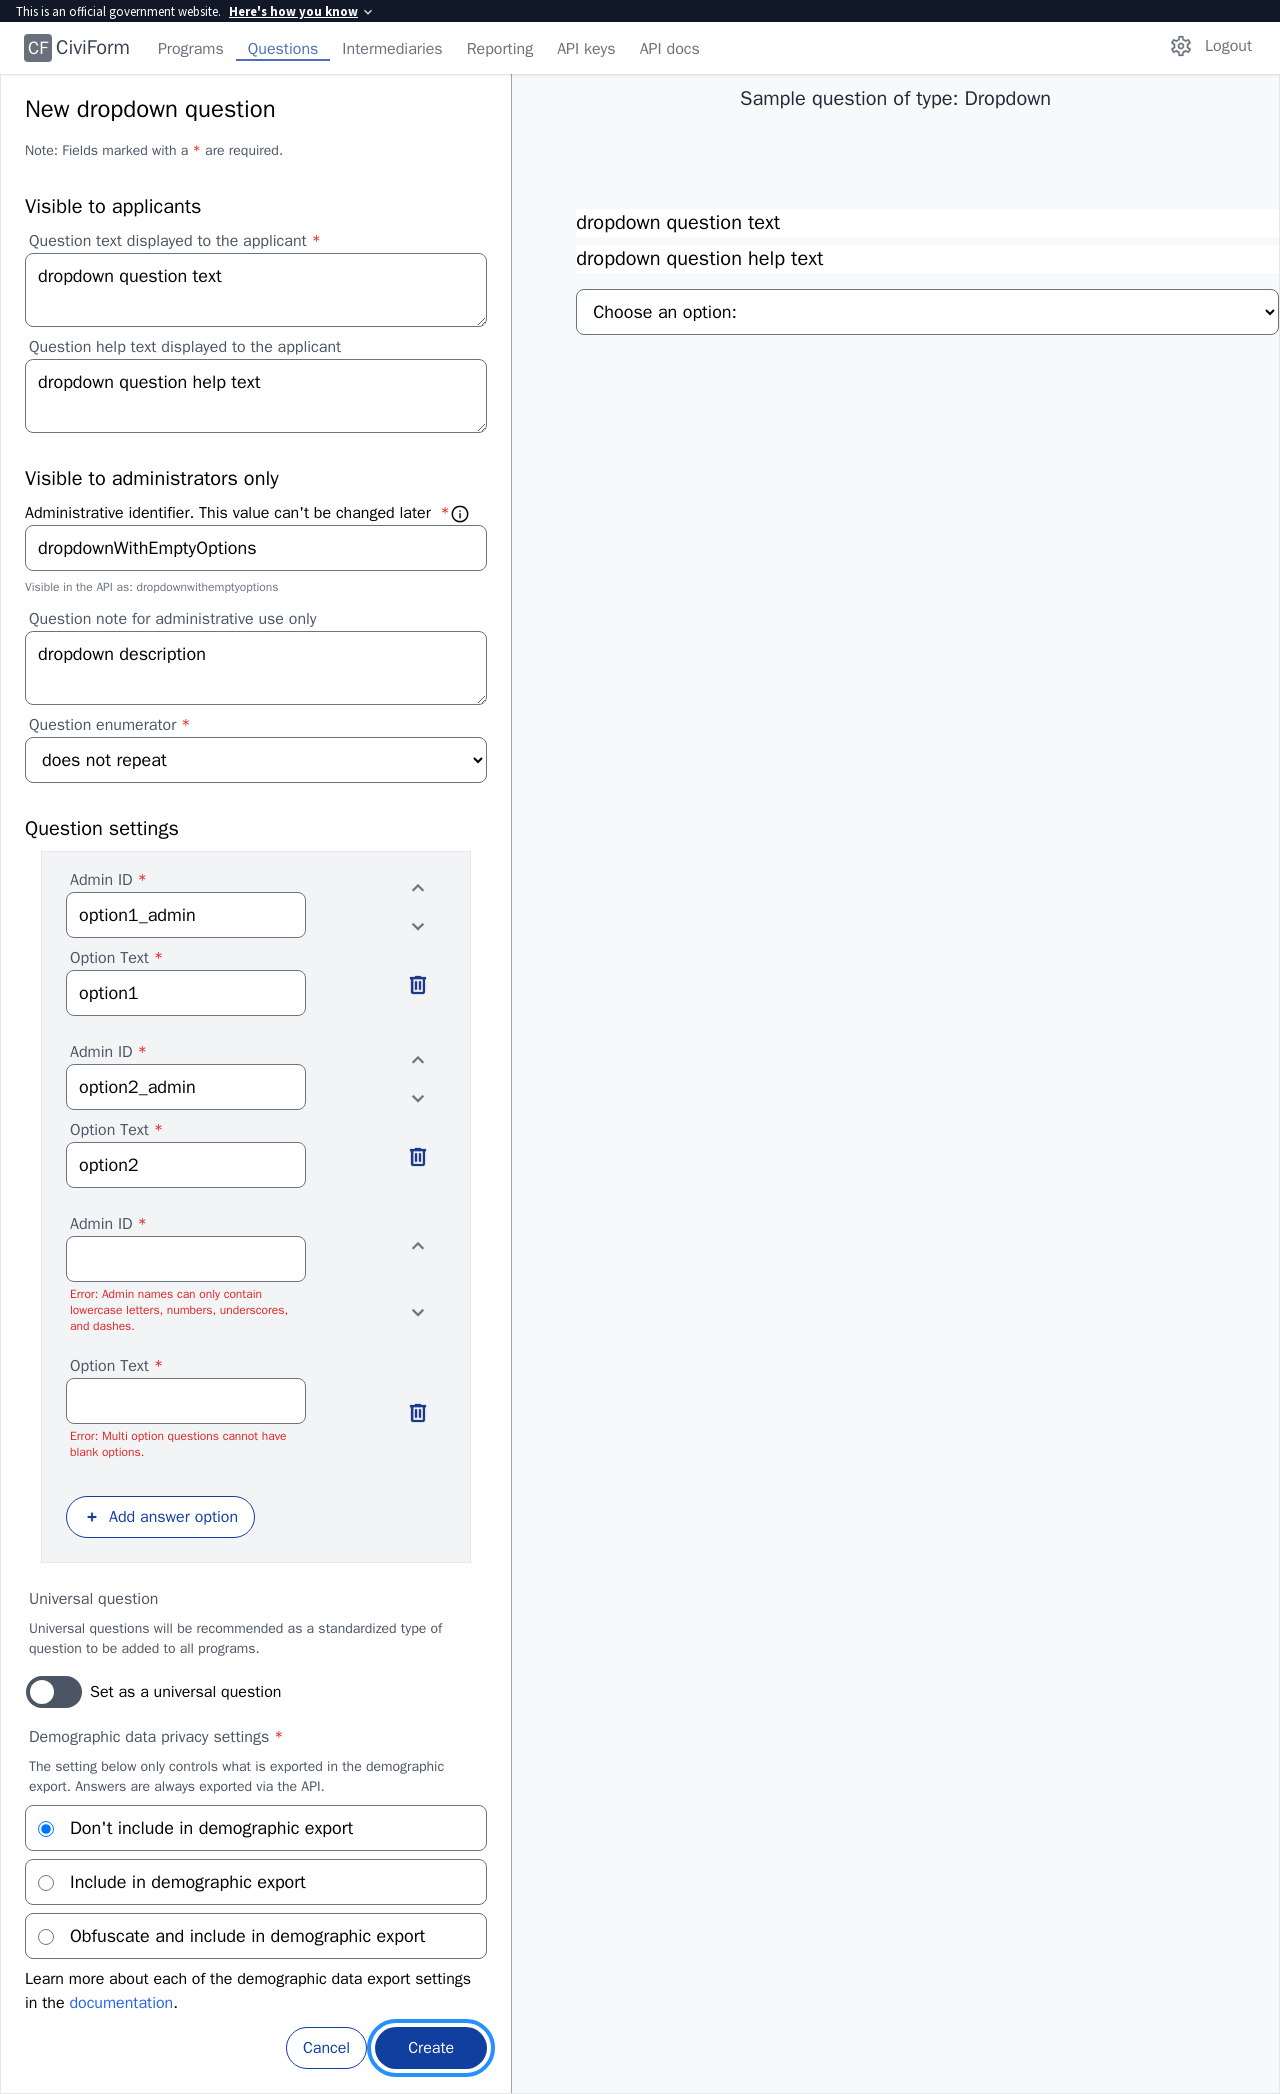 This is an official government website. Here's how you know
CF CiviForm Programs Questions Intermediaries Reporting API keys API docs Logout
New dropdown question
Note: Fields marked with a * are required.
Visible to applicants
Question text displayed to the applicant *
dropdown question text
Question help text displayed to the applicant
dropdown question help text
Visible to administrators only
Administrative identifier. This value can't be changed later *
dropdownWithEmptyOptions
Visible in the API as: dropdownwithemptyoptions
Question note for administrative use only
dropdown description
Question enumerator *
does not repeat
Question settings
Admin ID *
option1_admin
Option Text *
option1
Admin ID *
option2_admin
Option Text *
option2
Admin ID *
Error: Admin names can only contain
lowercase letters, numbers, underscores,
and dashes.
Option Text *
Error: Multi option questions cannot have
blank options.
+ Add answer option
Universal question
Universal questions will be recommended as a standardized type of
question to be added to all programs.
Set as a universal question
Demographic data privacy settings *
The setting below only controls what is exported in the demographic
export. Answers are always exported via the API.
Don't include in demographic export
Include in demographic export
Obfuscate and include in demographic export
Learn more about each of the demographic data export settings
in the documentation.
Cancel Create
Sample question of type: Dropdown
dropdown question text
dropdown question help text
Choose an option: